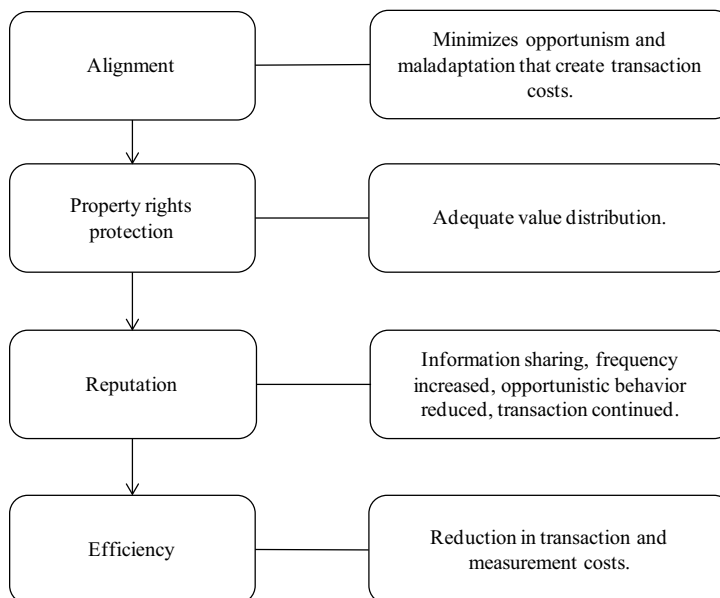 Alignment
Minimizes opportunism and
maladaptation that create transaction
costs.
Property rights
protection
Adequate value distribution.
Reputation
Information sharing, frequency
increased, opportunistic behavior
reduced, transaction continued.
Efficiency
Reduction in transaction and
measurement costs.